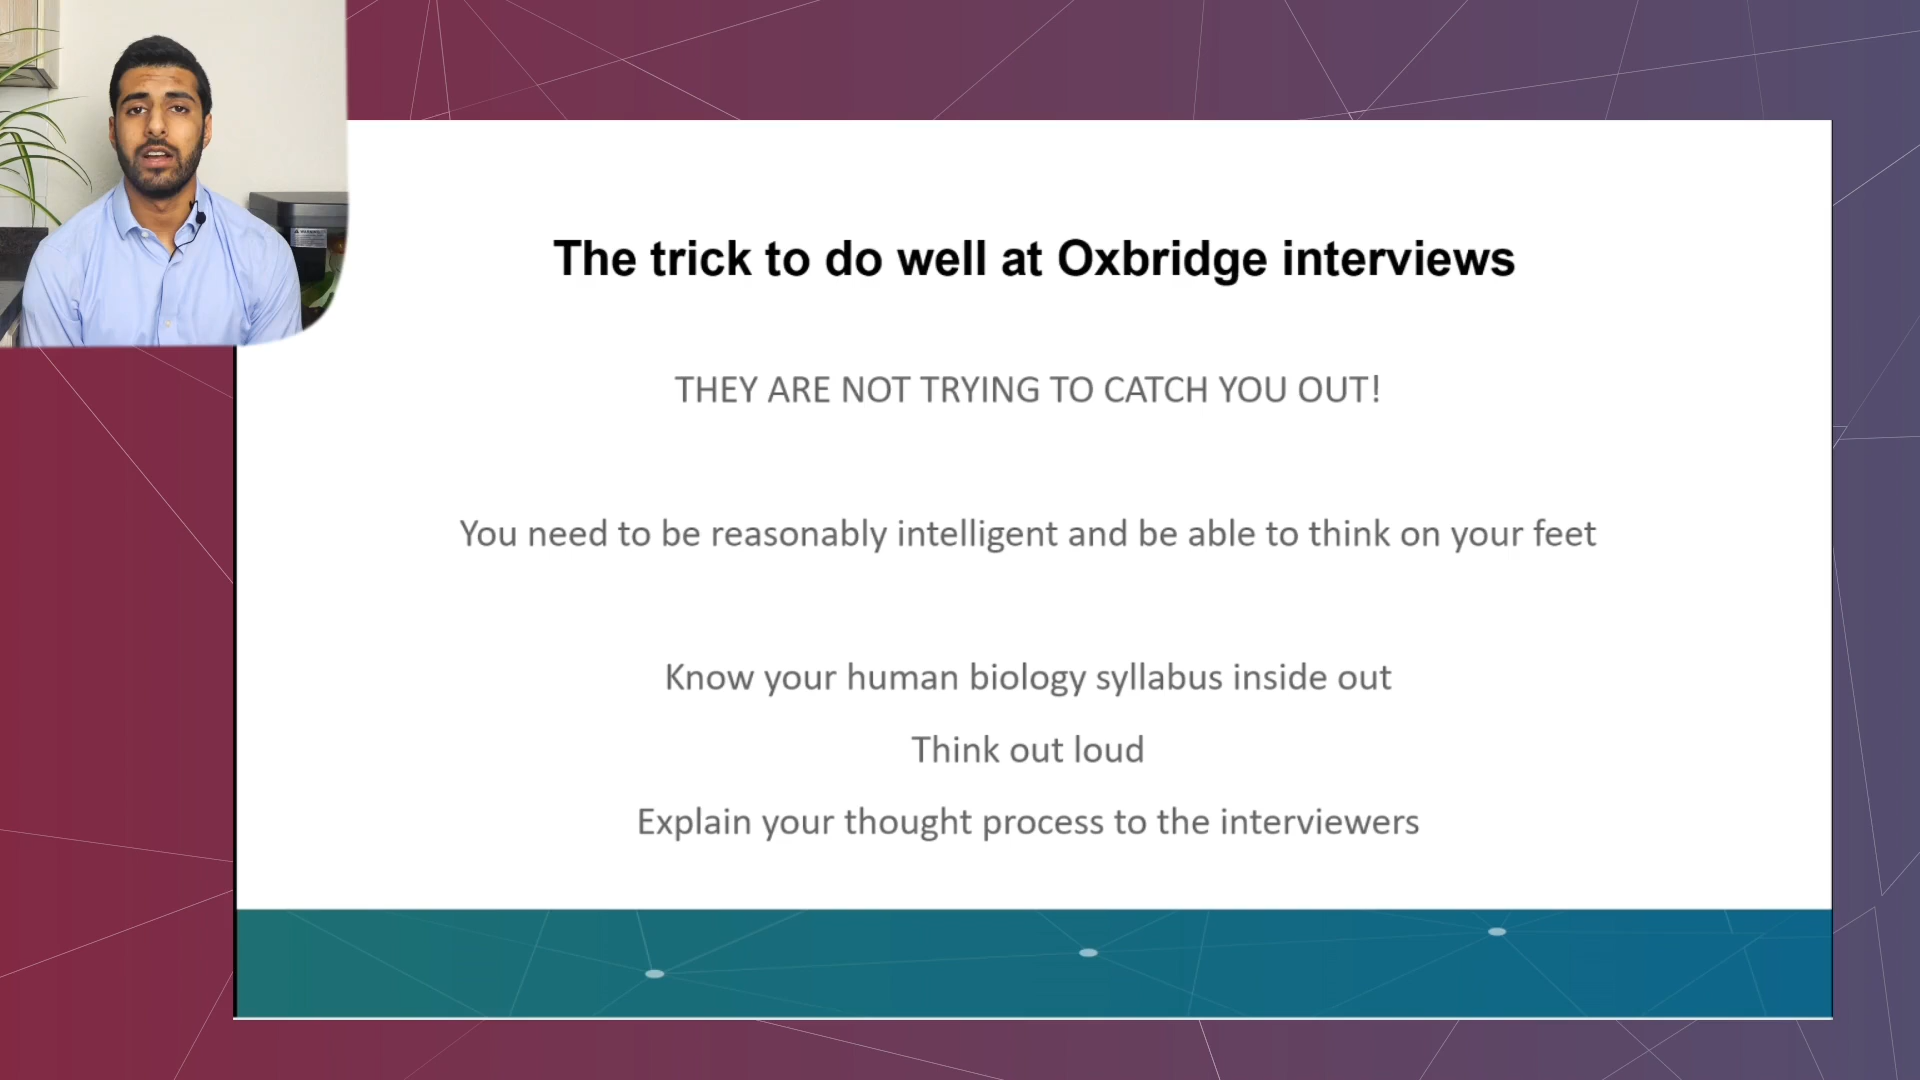 The trick to do well at Oxbridge interviews
THEY ARE NOT TRYING TO CATCH YOU OUT!
You need to be reasonably intelligent and be able to think on your feet
Know your human biology syllabus inside out
Think out loud
Explain your thought process to the interviewers